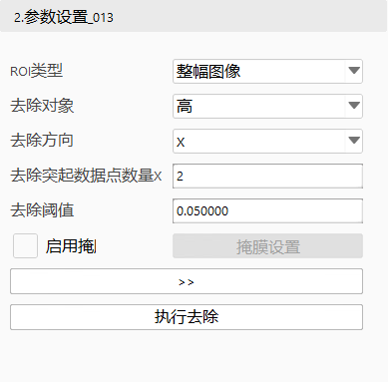 2.参数设置_013
ROI类型 整幅图像
去除对象 高
去除方向 X
去除突起数据点数量X 2
去除阈值 0.050000
启用掩 掩膜设置
>>
执行去除